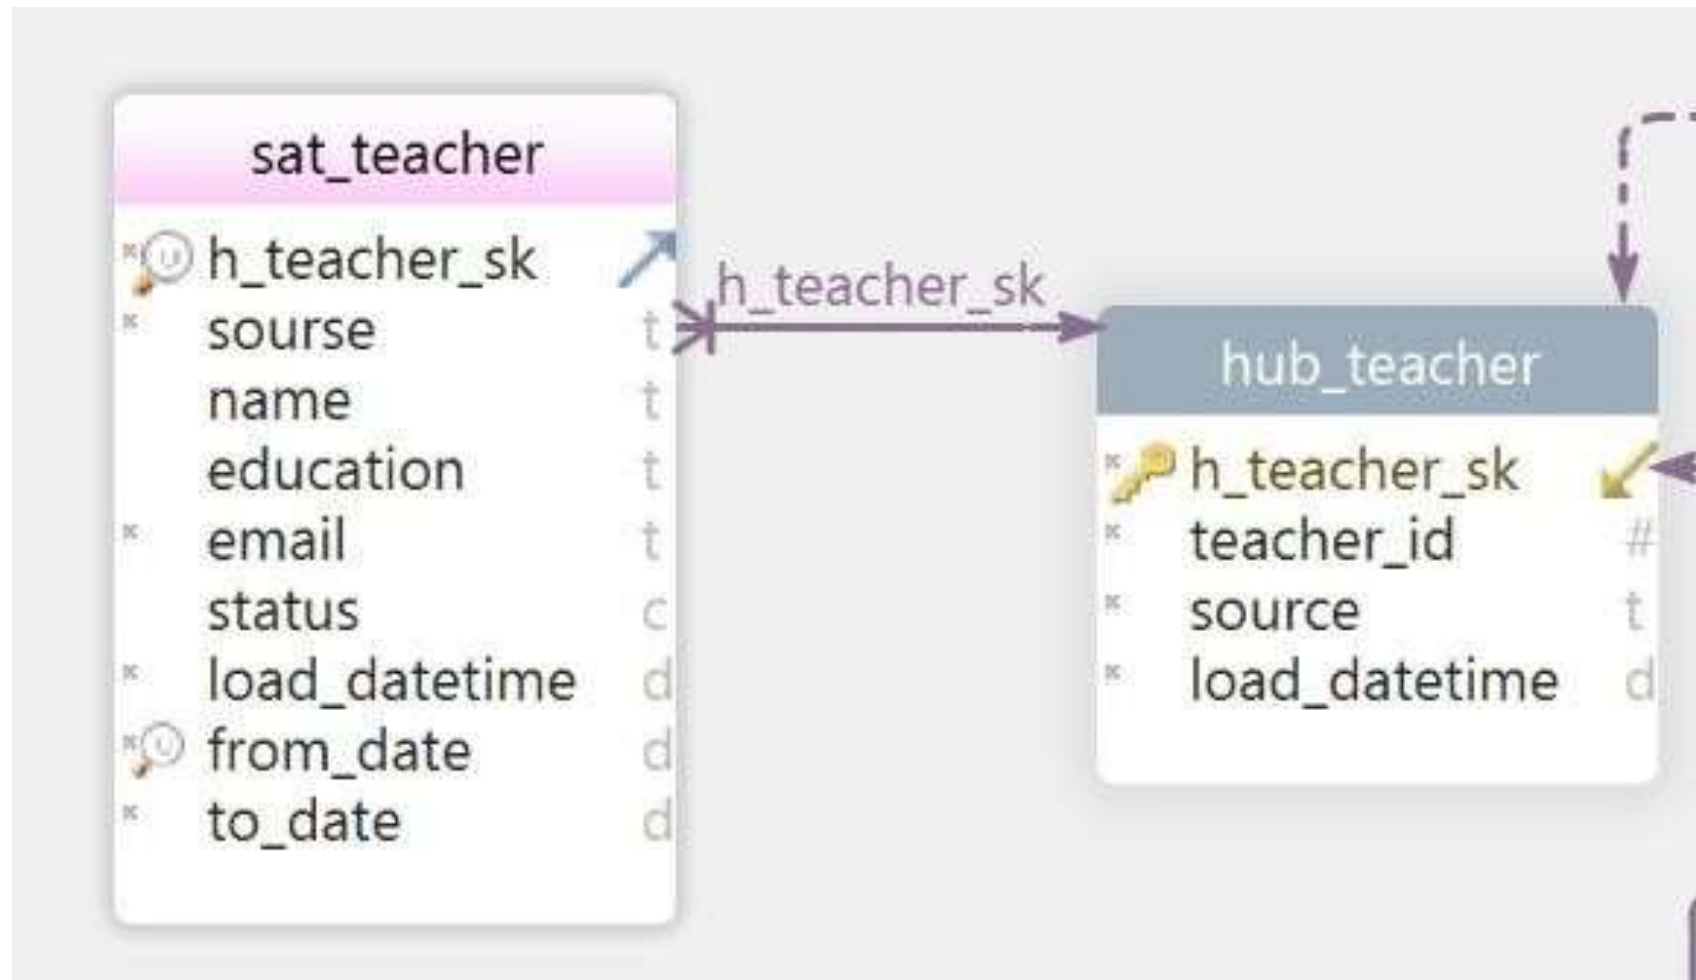 sat_teacher
h_teacher_sk
sourse t
name t
education t
email t
status c
load_datetime d
from_date d
to_date d
h_teacher_sk
hub_teacher
h_teacher_sk
teacher_id #
source t
load_datetime d